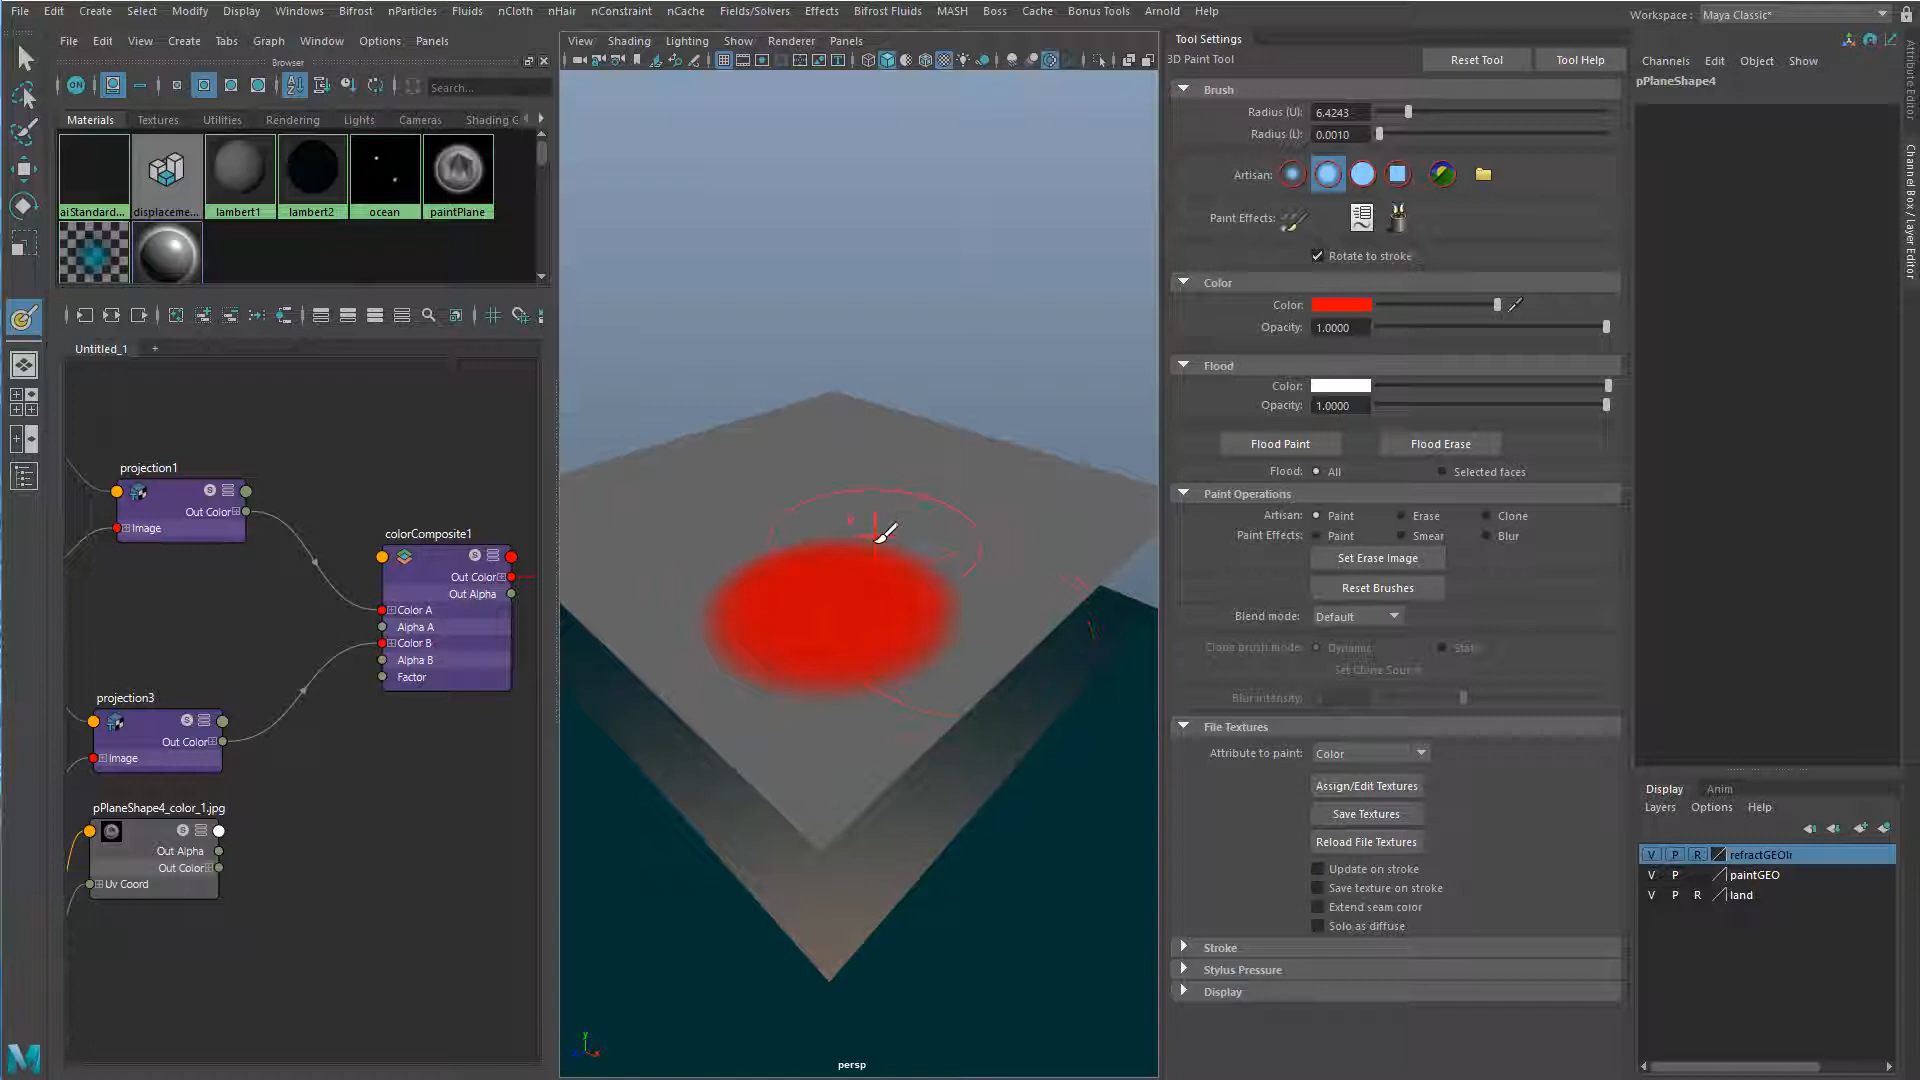 File Edit Create Select Modify Display Windows Bifrost nParticles Fluids nCloth nHair nConstraint nCache Fields/Solvers Effects Bifrost Fluids MASH Boss Cache Bonus Tools Arnold Help
Workspace : Maya Classic*
File Edit View Create Tabs Graph Window Options Panels
View Shading Lighting Show Renderer Panels
Tool Settings
3D Paint Tool
Reset Tool
Tool Help
Channels Edit Object Show
pPlaneShape4
Attribute Editor
Channel Box / Layer Editor
Browser
ON
Search...
Materials Textures Utilities Rendering Lights Cameras Shading G
aiStandard...
displaceme...
lambert1
lambert2
ocean
paintPlane
Untitled_1
+
projection1
Out Color
Image
colorComposite1
Out Color
Out Alpha
Color A
Alpha A
Color B
Alpha B
Factor
projection3
Out Color
Image
pPlaneShape4_color_1.jpg
Out Alpha
Out Color
Uv Coord
persp
Brush
Radius (U): 6.4243
Radius (L): 0.0010
Artisan:
Paint Effects:
Rotate to stroke
Color
Color:
Opacity: 1.0000
Flood
Color:
Opacity: 1.0000
Flood Paint
Flood Erase
Flood: All Selected faces
Paint Operations
Artisan: Paint Erase Clone
Paint Effects: Paint Smear Blur
Set Erase Image
Reset Brushes
Blend mode: Default
Clone brush mode: Dynamic
Blur intensity:
File Textures
Attribute to paint: Color
Assign/Edit Textures
Save Textures
Reload File Textures
Update on stroke
Save texture on stroke
Extend seam color
Solo as diffuse
Stroke
Stylus Pressure
Display
Display Anim
Layers Options Help
V P R
V P paintGEO
V P R land